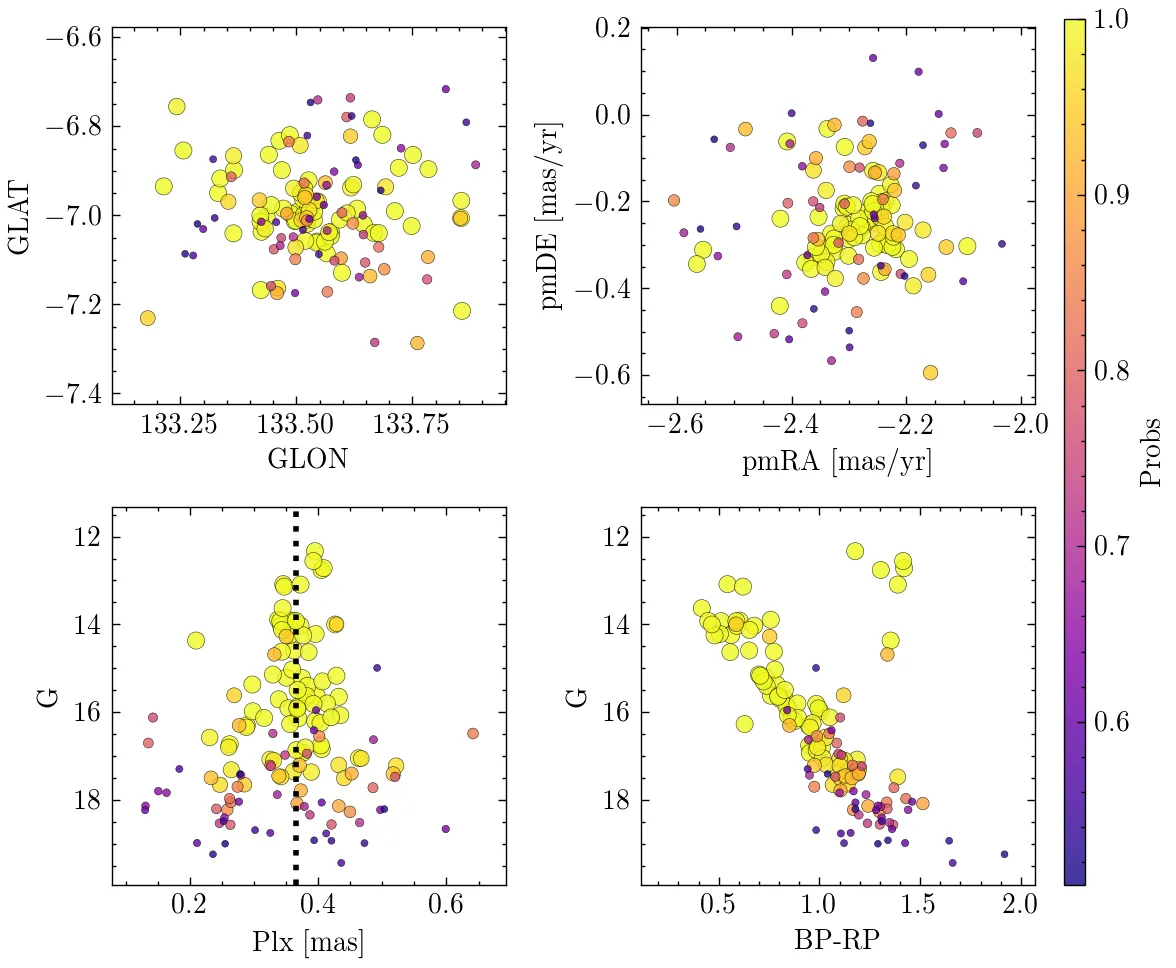 −6.6
−6.8
−7.0
−7.2
−7.4
GLAT
133.25 133.50 133.75
GLON
0.2
0.0
−0.2
−0.4
−0.6
pmDE [mas/yr]
−2.6 −2.4 −2.2 −2.0
pmRA [mas/yr]
12
14
16
18
G
0.2 0.4 0.6
Plx [mas]
12
14
16
18
G
0.5 1.0 1.5 2.0
BP-RP
1.0
0.9
0.8
0.7
0.6
Probs